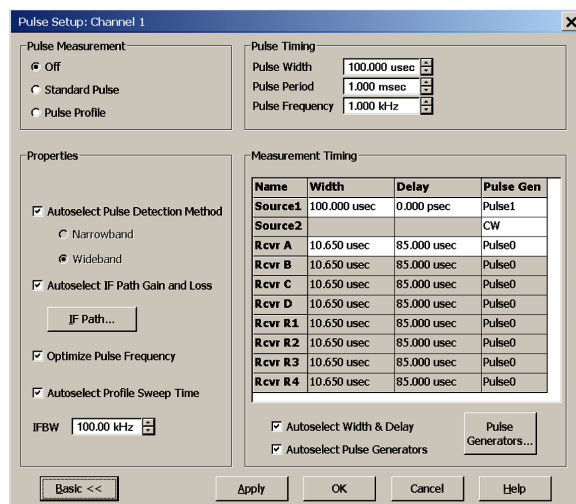 Pulse Setup: Channel 1
Pulse Measurement
Off
Standard Pulse
Pulse Profile
Pulse Timing
Pulse Width 100.000 usec
Pulse Period 1.000 msec
Pulse Frequency 1.000 kHz
Properties
Autoselect Pulse Detection Method
Narrowband
Wideband
Autoselect IF Path Gain and Loss
IF Path...
Optimize Pulse Frequency
Autoselect Profile Sweep Time
IFBW 100.00 kHz
Measurement Timing
Name Width Delay Pulse Gen
Source1 100.000 usec 0.000 psec Pulse1
Source2 CW
Rcvr A 10.650 usec 85.000 usec Pulse0
Rcvr B 10.650 usec 85.000 usec Pulse0
Rcvr C 10.650 usec 85.000 usec Pulse0
Rcvr D 10.650 usec 85.000 usec Pulse0
Rcvr R1 10.650 usec 85.000 usec Pulse0
Rcvr R2 10.650 usec 85.000 usec Pulse0
Rcvr R3 10.650 usec 85.000 usec Pulse0
Rcvr R4 10.650 usec 85.000 usec Pulse0
Autoselect Width & Delay
Autoselect Pulse Generators
Pulse
Generators...
Basic << Apply OK Cancel Help